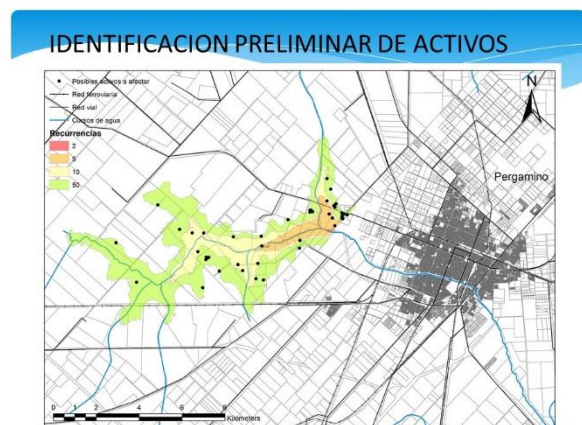 IDENTIFICACION PRELIMINAR DE ACTIVOS
Posibles activos a afectar
Red ferroviaria
Red vial
Cursos de agua
Recurrencias
2
5
10
50
N
Pergamino
0 1 2 4 6 8
Kilometers